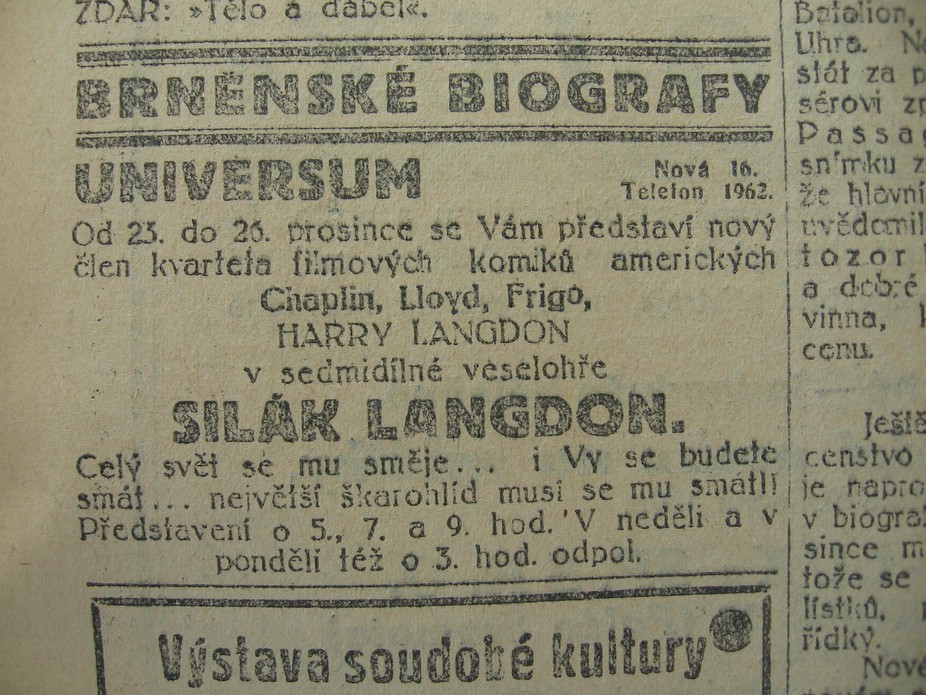 ZDAR: »Tělo a ďábel«.
BRNĚNSKÉ BIOGRAFY
UNIVERSUM
Nová 16.
Telefon 1962.
Od 23. do 26. prosince se Vám představí nový
člen kvarteta filmových komiků amerických
Chaplin, Lloyd, Frigo,
HARRY LANGDON
v sedmidílné veselohře
SILÁK LANGDON.
Celý svět se mu směje... i Vy se budete
smát... největší škarohlíd musí se mu smátli
Představení o 5., 7. a 9. hod. V neděli a v
pondělí též o 3. hod. odpol.
Výstava soudobé kultury
Batalion,
Uhra.
stát za
sérovi
Passa
snímku z
že hlavní
uvědomil
tozor
a dobré
vinna,
cenu.
Ještě
censtvo
je napro
v biogra
since m
tože se
lístků,
řídký.
Nové